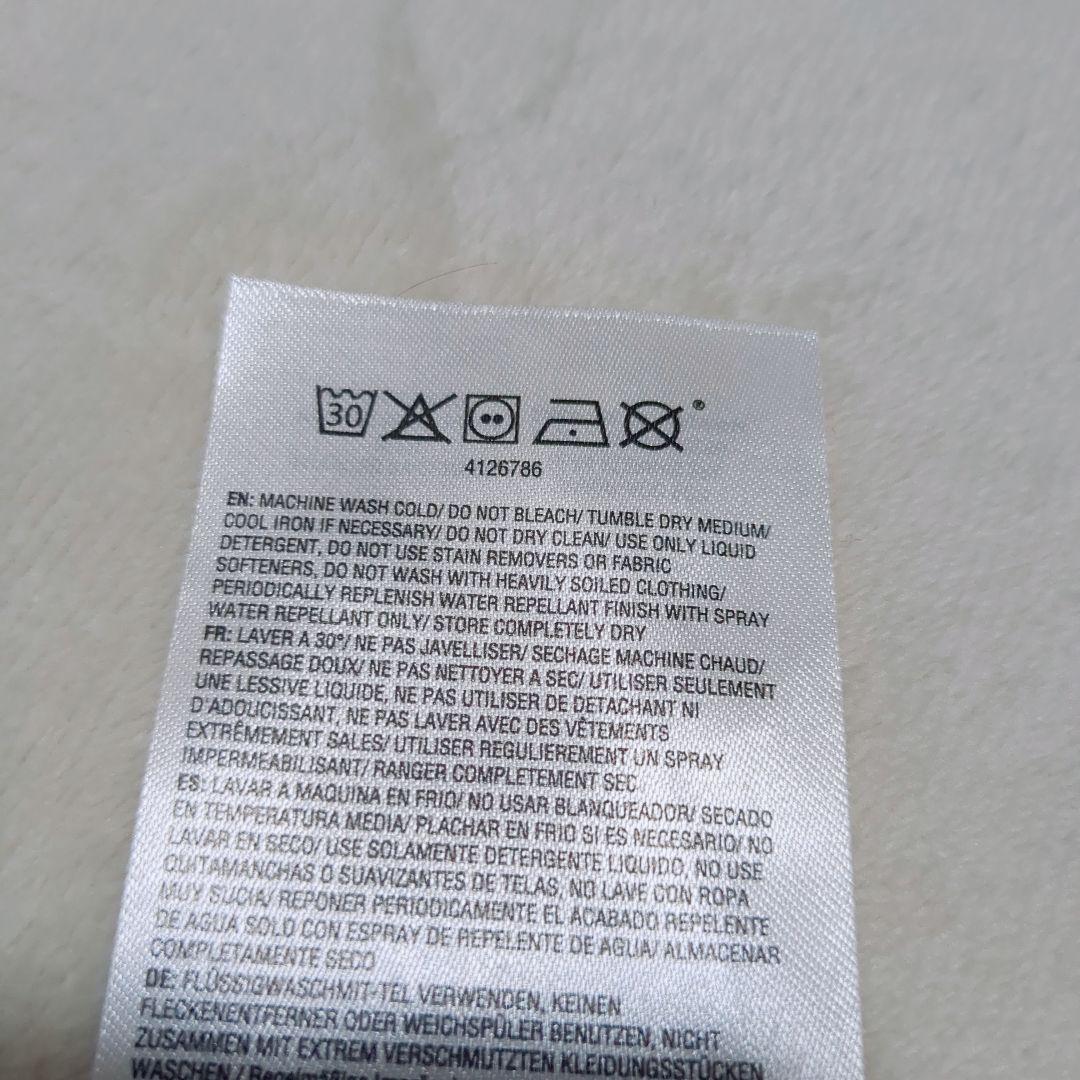 30
®
4126786
EN: MACHINE WASH COLD/ DO NOT BLEACH/ TUMBLE DRY MEDIUM/
COOL IRON IF NECESSARY/ DO NOT DRY CLEAN/ USE ONLY LIQUID
DETERGENT, DO NOT USE STAIN REMOVERS OR FABRIC
SOFTENERS, DO NOT WASH WITH HEAVILY SOILED CLOTHING/
PERIODICALLY REPLENISH WATER REPELLANT FINISH WITH SPRAY
WATER REPELLANT ONLY/ STORE COMPLETELY DRY
FR: LAVER A 30°/ NE PAS JAVELLISER/ SECHAGE MACHINE CHAUD/
REPASSAGE DOUX/ NE PAS NETTOYER A SEC/ UTILISER SEULEMENT
UNE LESSIVE LIQUIDE, NE PAS UTILISER DE DETACHANT NI
D'ADOUCISSANT, NE PAS LAVER AVEC DES VÊTEMENTS
EXTRÊMEMENT SALES/ UTILISER REGULIEREMENT UN SPRAY
IMPERMEABILISANT/ RANGER COMPLETEMENT SEC
ES: LAVAR A MAQUINA EN FRIO/ NO USAR BLANQUEADOR/ SECADO
EN TEMPERATURA MEDIA/ PLACHAR EN FRIO SI ES NECESARIO/ NO
LAVAR EN SECO/ USE SOLAMENTE DETERGENTE LIQUIDO, NO USE
QUITAMANCHAS O SUAVIZANTES DE TELAS, NO LAVE CON ROPA
MUY SUCIA/ REPONER PERIODICAMENTE EL ACABADO REPELENTE
DE AGUA SOLO CON ESPRAY DE REPELENTE DE AGUA/ ALMACENAR
COMPLETAMENTE SECO
DE: FLÜSSIGWASCHMIT-TEL VERWENDEN, KEINEN
FLECKENENTFERNER ODER WEICHSPÜLER BENUTZEN, NICHT
ZUSAMMEN MIT EXTREM VERSCHMUTZTEN KLEIDUNGSSTÜCKEN
WASCHEN / Regelmäßige